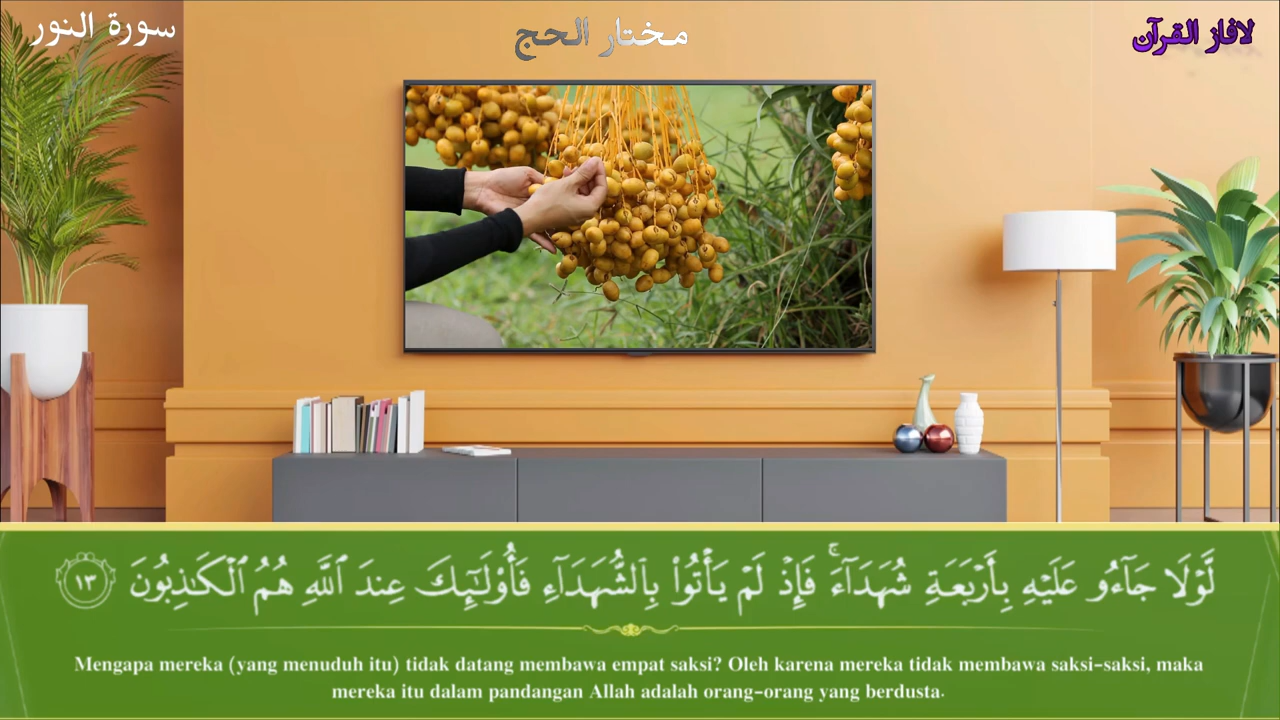 سورة النور
مختار الحج
لافاز القرآن
لَّوْلَا جَآءُو عَلَيْهِ بِأَرْبَعَةِ شُهَدَآءَ ۚ فَإِذْ لَمْ يَأْتُوا۟ بِٱلشُّهَدَآءِ فَأُو۟لَـٰٓئِكَ عِندَ ٱللَّهِ هُمُ ٱلْكَـٰذِبُونَ ١٣
Mengapa mereka (yang menuduh itu) tidak datang membawa empat saksi? Oleh karena mereka tidak membawa saksi-saksi, maka
mereka itu dalam pandangan Allah adalah orang-orang yang berdusta.